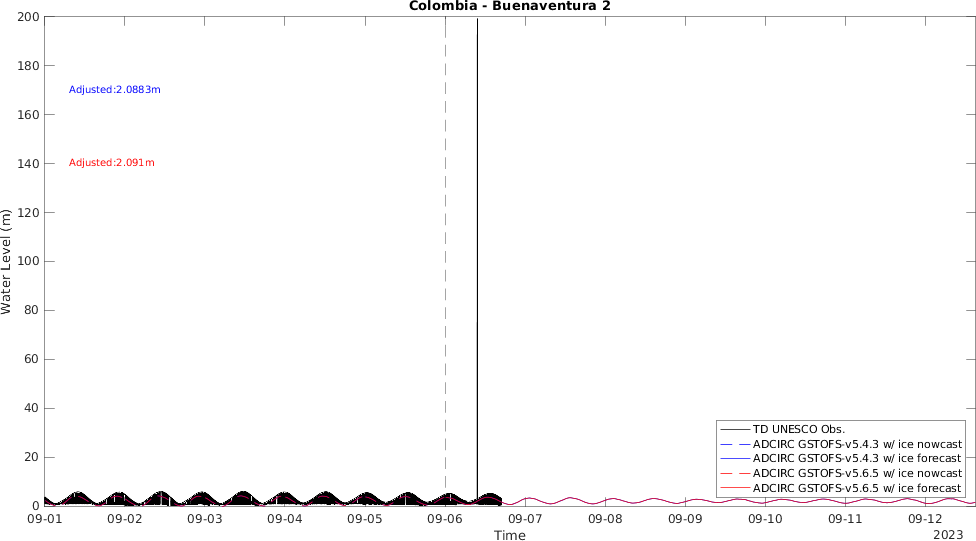 Colombia - Buenaventura 2
Water Level (m)
200
180
160
140
120
100
80
60
40
20
0
Adjusted:2.0883m
Adjusted:2.091m
TD UNESCO Obs.
ADCIRC GSTOFS-v5.4.3 w/ ice nowcast
ADCIRC GSTOFS-v5.4.3 w/ ice forecast
ADCIRC GSTOFS-v5.6.5 w/ ice nowcast
ADCIRC GSTOFS-v5.6.5 w/ ice forecast
09-01 09-02 09-03 09-04 09-05 09-06 09-07 09-08 09-09 09-10 09-11 09-12
Time
2023